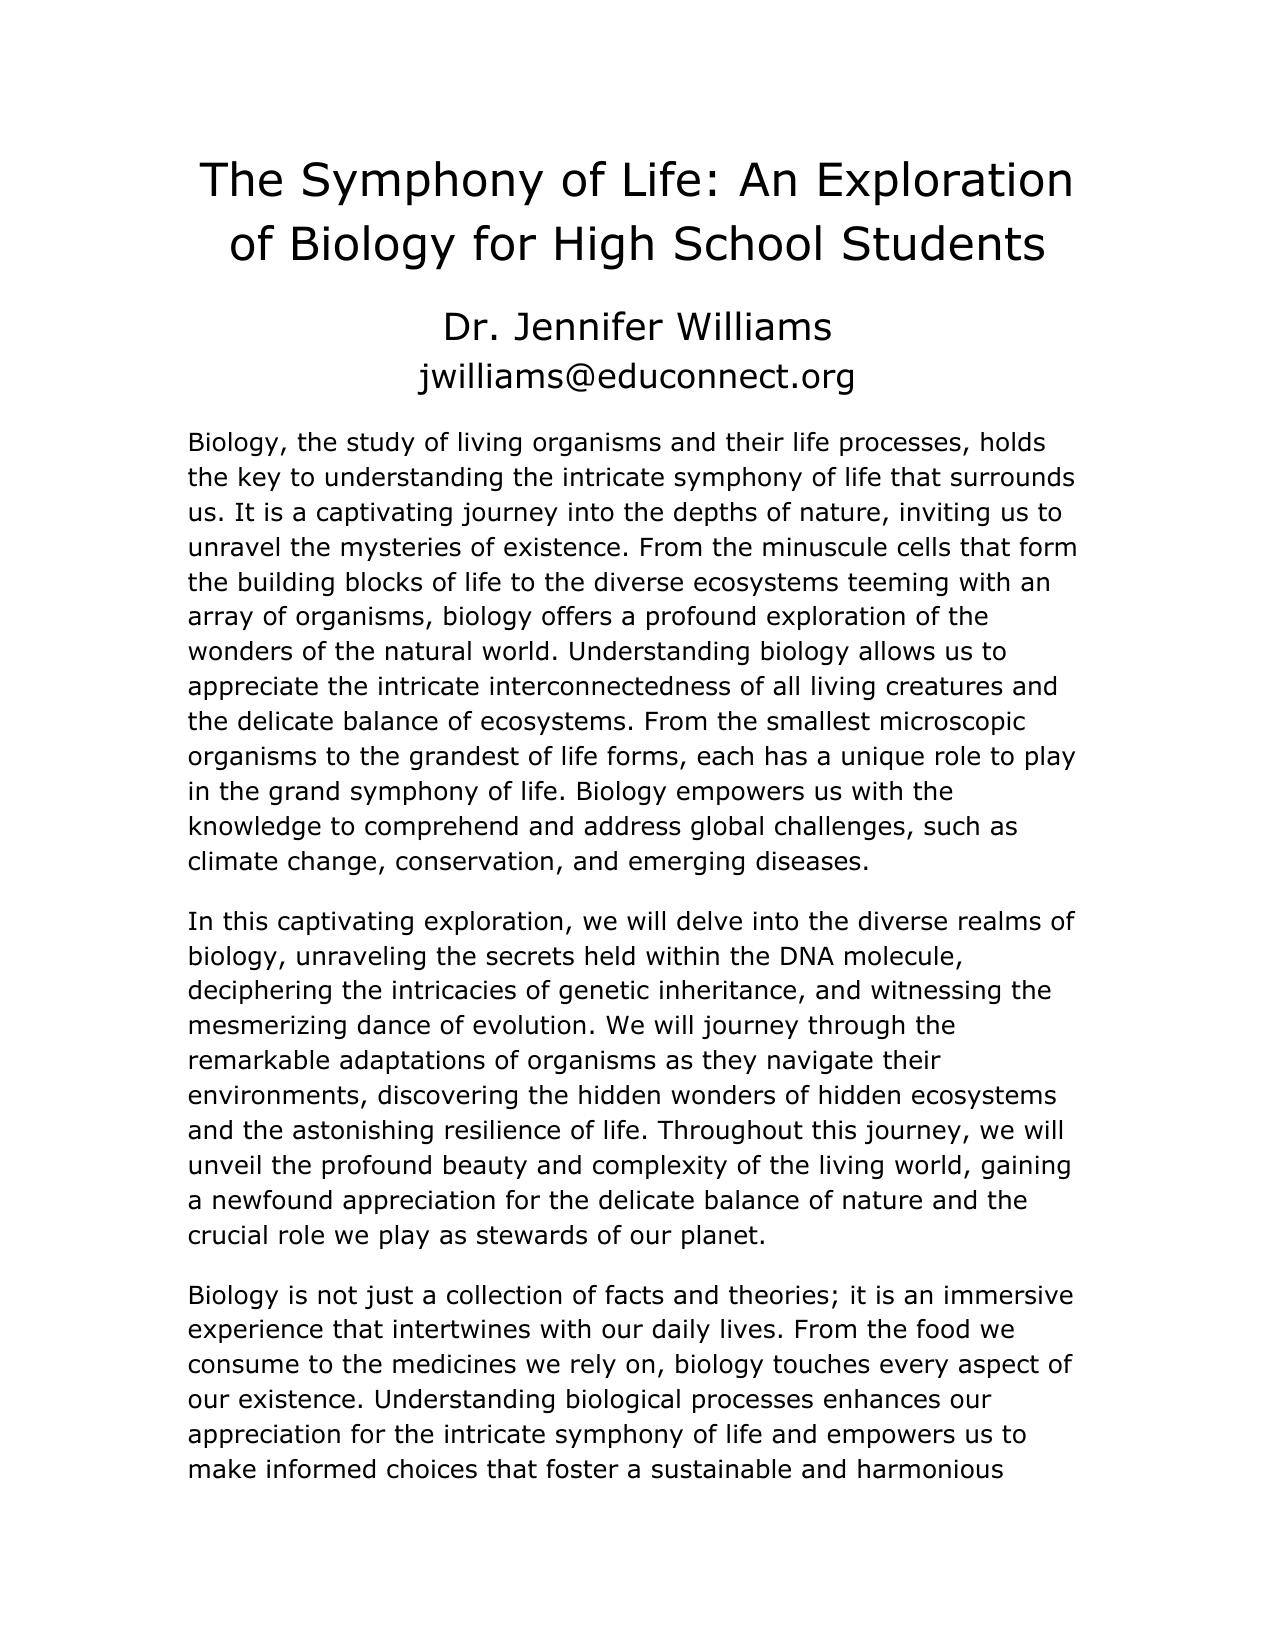 The Symphony of Life: An Exploration
of Biology for High School Students
Dr. Jennifer Williams
jwilliams@educonnect.org
Biology, the study of living organisms and their life processes, holds
the key to understanding the intricate symphony of life that surrounds
us. It is a captivating journey into the depths of nature, inviting us to
unravel the mysteries of existence. From the minuscule cells that form
the building blocks of life to the diverse ecosystems teeming with an
array of organisms, biology offers a profound exploration of the
wonders of the natural world. Understanding biology allows us to
appreciate the intricate interconnectedness of all living creatures and
the delicate balance of ecosystems. From the smallest microscopic
organisms to the grandest of life forms, each has a unique role to play
in the grand symphony of life. Biology empowers us with the
knowledge to comprehend and address global challenges, such as
climate change, conservation, and emerging diseases.
In this captivating exploration, we will delve into the diverse realms of
biology, unraveling the secrets held within the DNA molecule,
deciphering the intricacies of genetic inheritance, and witnessing the
mesmerizing dance of evolution. We will journey through the
remarkable adaptations of organisms as they navigate their
environments, discovering the hidden wonders of hidden ecosystems
and the astonishing resilience of life. Throughout this journey, we will
unveil the profound beauty and complexity of the living world, gaining
a newfound appreciation for the delicate balance of nature and the
crucial role we play as stewards of our planet.
Biology is not just a collection of facts and theories; it is an immersive
experience that intertwines with our daily lives. From the food we
consume to the medicines we rely on, biology touches every aspect of
our existence. Understanding biological processes enhances our
appreciation for the intricate symphony of life and empowers us to
make informed choices that foster a sustainable and harmonious